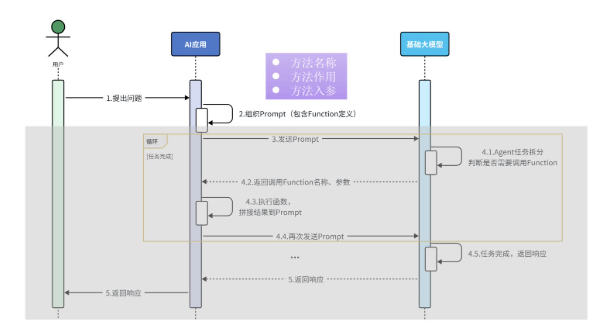 AI应用
基础大模型
用户
方法名称
方法作用
方法入参
1.提出问题
2.组织Prompt（包含Function定义）
循环
3.发送Prompt
[任务完成]
4.1.Agent任务拆分
判断是否需要调用Function
4.2.返回调用Function名称、参数
4.3.执行函数，
拼接结果到Prompt
4.4.再次发送Prompt
4.5.任务完成，返回响应
...
5.返回响应
5.返回响应